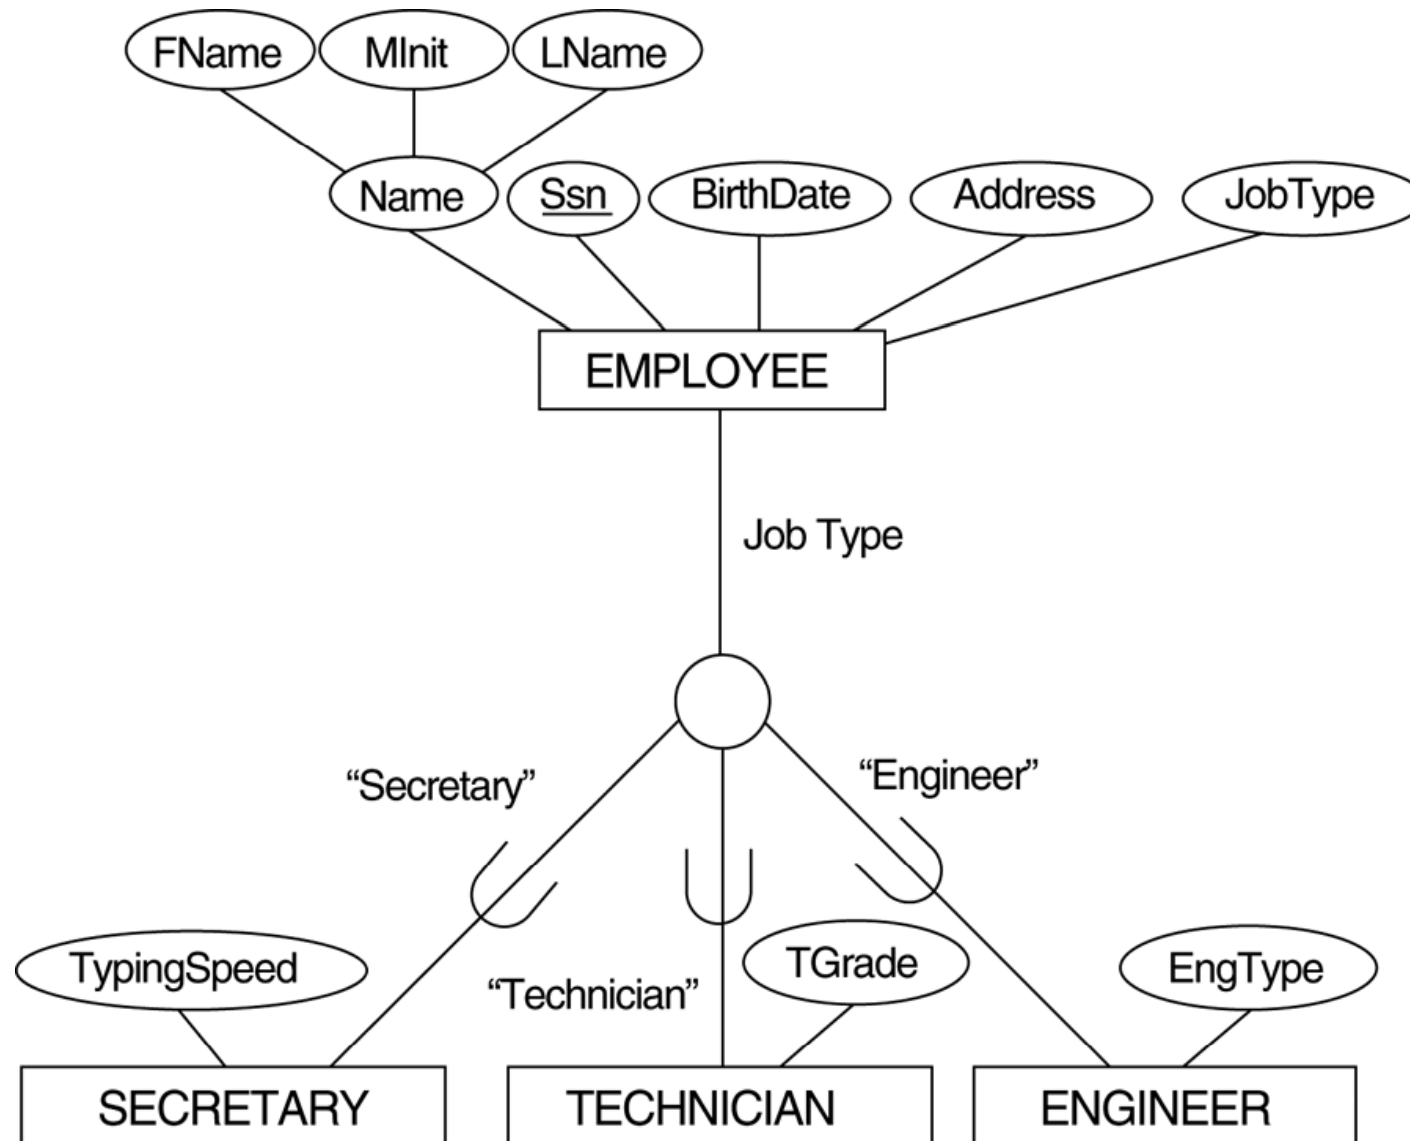 FName MInit LName
Name Ssn BirthDate Address JobType
EMPLOYEE
Job Type
“Secretary” “Engineer”
TypingSpeed “Technician” TGrade EngType
SECRETARY TECHNICIAN ENGINEER